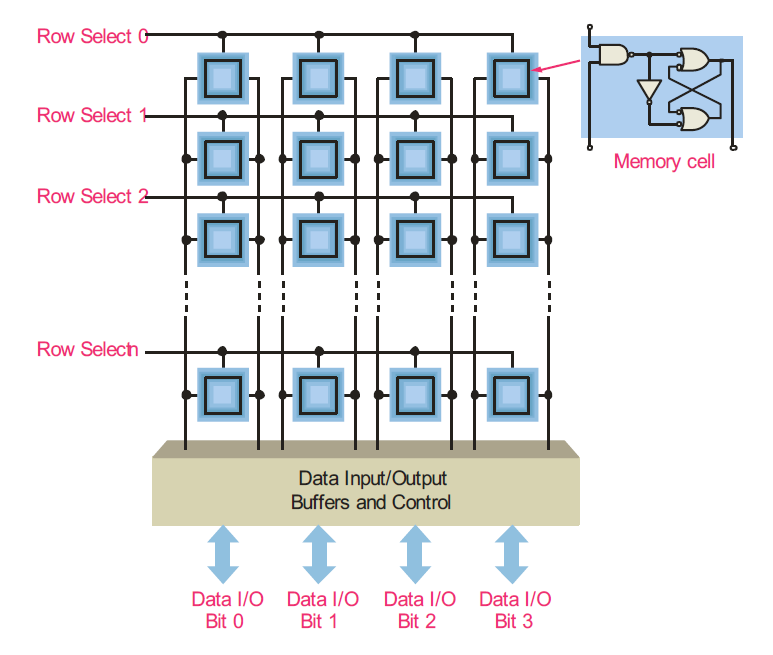 Row Select 0
Row Select 1
Memory cell
Row Select 2
Row Selectn
Data Input/Output
Buffers and Control
Data I/O Data I/O Data I/O Data I/O
Bit 0 Bit 1 Bit 2 Bit 3